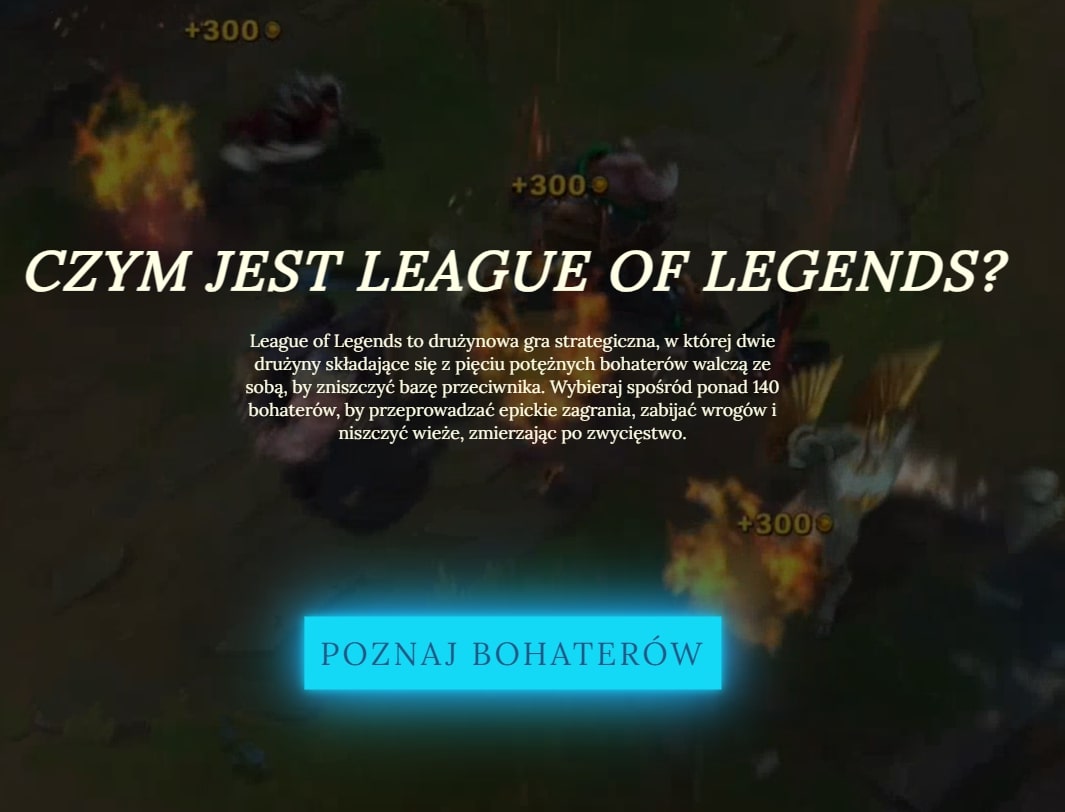 +300
+300
CZYM JEST LEAGUE OF LEGENDS?
League of Legends to drużynowa gra strategiczna, w której dwie
drużyny składające się z pięciu potężnych bohaterów walczą ze
sobą, by zniszczyć bazę przeciwnika. Wybieraj spośród ponad 140
bohaterów, by przeprowadzać epickie zagrania, zabijać wrogów i
niszczyć wieże, zmierzając po zwycięstwo.
+300
POZNAJ BOHATERÓW